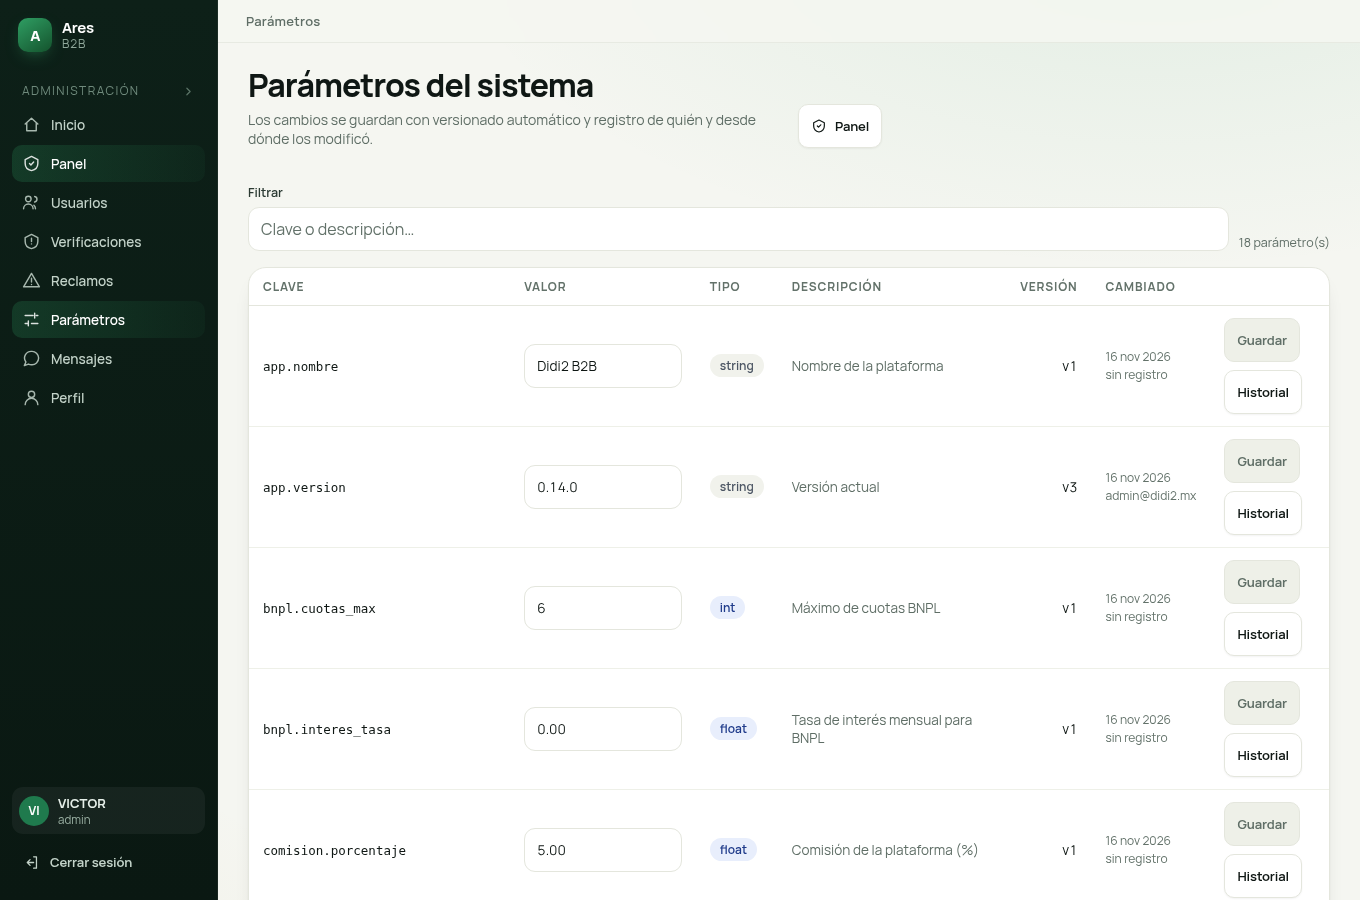 A
Ares
B2B
ADMINISTRACIÓN
Inicio
Panel
Usuarios
Verificaciones
Reclamos
Parámetros
Mensajes
Perfil
VI
VICTOR
admin
Cerrar sesión
Parámetros
Parámetros del sistema
Los cambios se guardan con versionado automático y registro de quién y desde
dónde los modificó.
Panel
Filtrar
Clave o descripción...
18 parámetro(s)
CLAVE VALOR TIPO DESCRIPCIÓN VERSIÓN CAMBIADO
app.nombre Didi2 B2B string Nombre de la plataforma v1 16 nov 2026
sin registro
Guardar
Historial
app.version 0.14.0 string Versión actual v3 16 nov 2026
admin@didi2.mx
Guardar
Historial
bnpl.cuotas_max 6 int Máximo de cuotas BNPL v1 16 nov 2026
sin registro
Guardar
Historial
bnpl.interes_tasa 0.00 float Tasa de interés mensual para
BNPL
v1 16 nov 2026
sin registro
Guardar
Historial
comision.porcentaje 5.00 float Comisión de la plataforma (%) v1 16 nov 2026
sin registro
Guardar
Historial